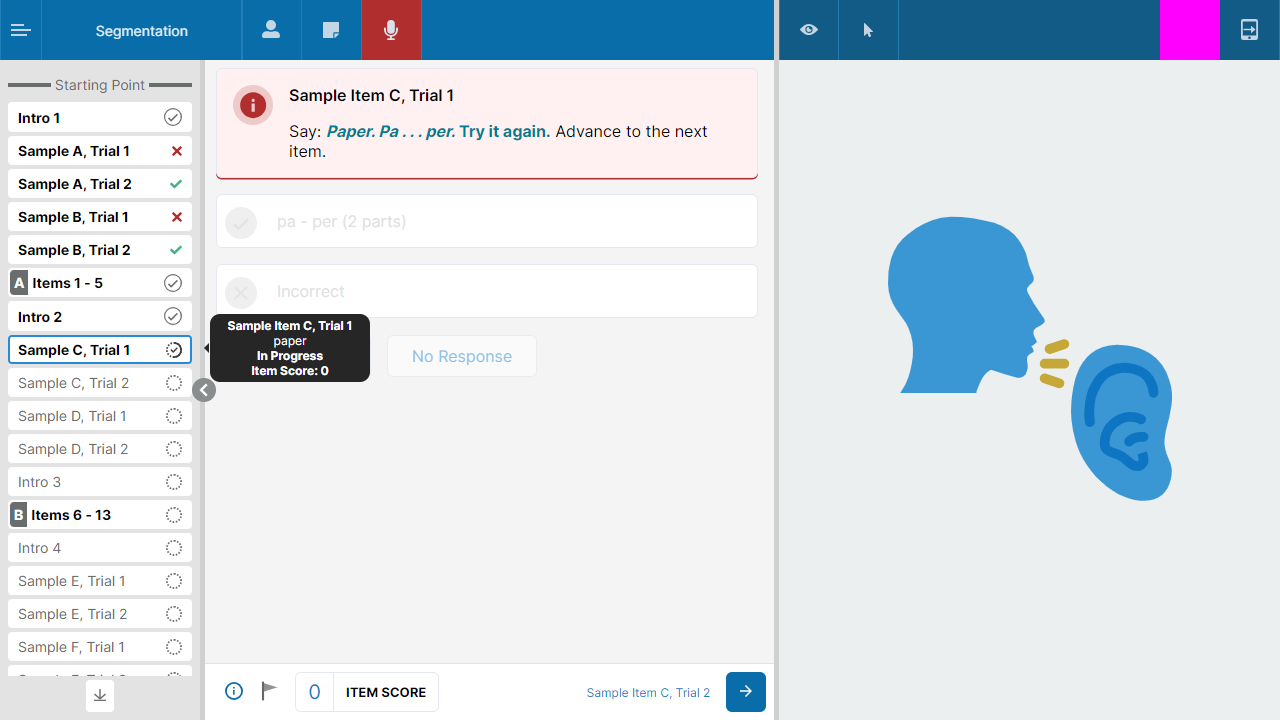 Segmentation
Starting Point
Intro 1
Sample A, Trial 1
Sample A, Trial 2
Sample B, Trial 1
Sample B, Trial 2
A Items 1 - 5
Intro 2
Sample C, Trial 1
Sample C, Trial 2
Sample D, Trial 1
Sample D, Trial 2
Intro 3
B Items 6 - 13
Intro 4
Sample E, Trial 1
Sample E, Trial 2
Sample F, Trial 1
Sample Item C, Trial 1
Say: Paper. Pa . . . per. Try it again. Advance to the next
item.
pa - per (2 parts)
Incorrect
Sample Item C, Trial 1
paper
In Progress
Item Score: 0
No Response
0 ITEM SCORE
Sample Item C, Trial 2